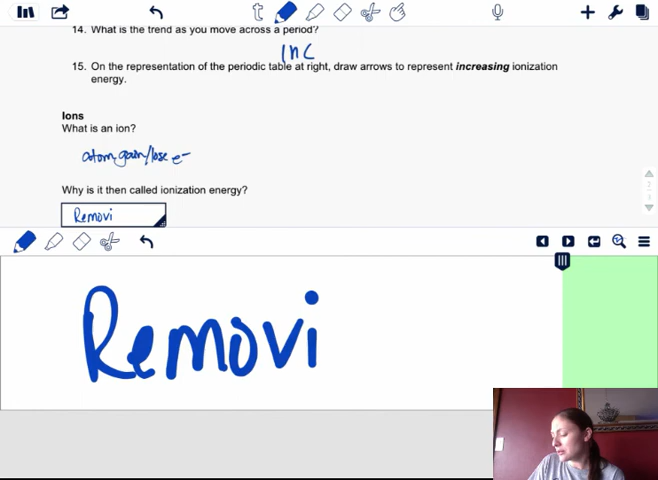 14. What is the trend as you move across a period?
INC
15. On the representation of the periodic table at right, draw arrows to represent increasing ionization
energy.
Ions
What is an ion?
atom gain/lose e-
Why is it then called ionization energy?
Removi
Removi